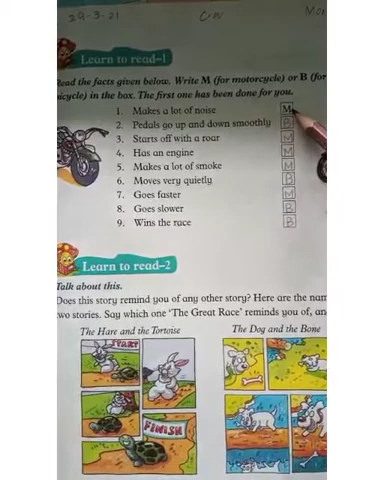 29-3-21 C.W Mon
Learn to read-1
Read the facts given below. Write M (for motorcycle) or B (for
bicycle) in the box. The first one has been done for you.
1. Makes a lot of noise M
2. Pedals go up and down smoothly B
3. Starts off with a roar M
4. Has an engine M
5. Makes a lot of smoke M
6. Moves very quietly B
7. Goes faster M
8. Goes slower B
9. Wins the race B
Learn to read-2
Talk about this.
Does this story remind you of any other story? Here are the nam
two stories. Say which one 'The Great Race' reminds you of, an
The Hare and the Tortoise The Dog and the Bone
START
FINISH